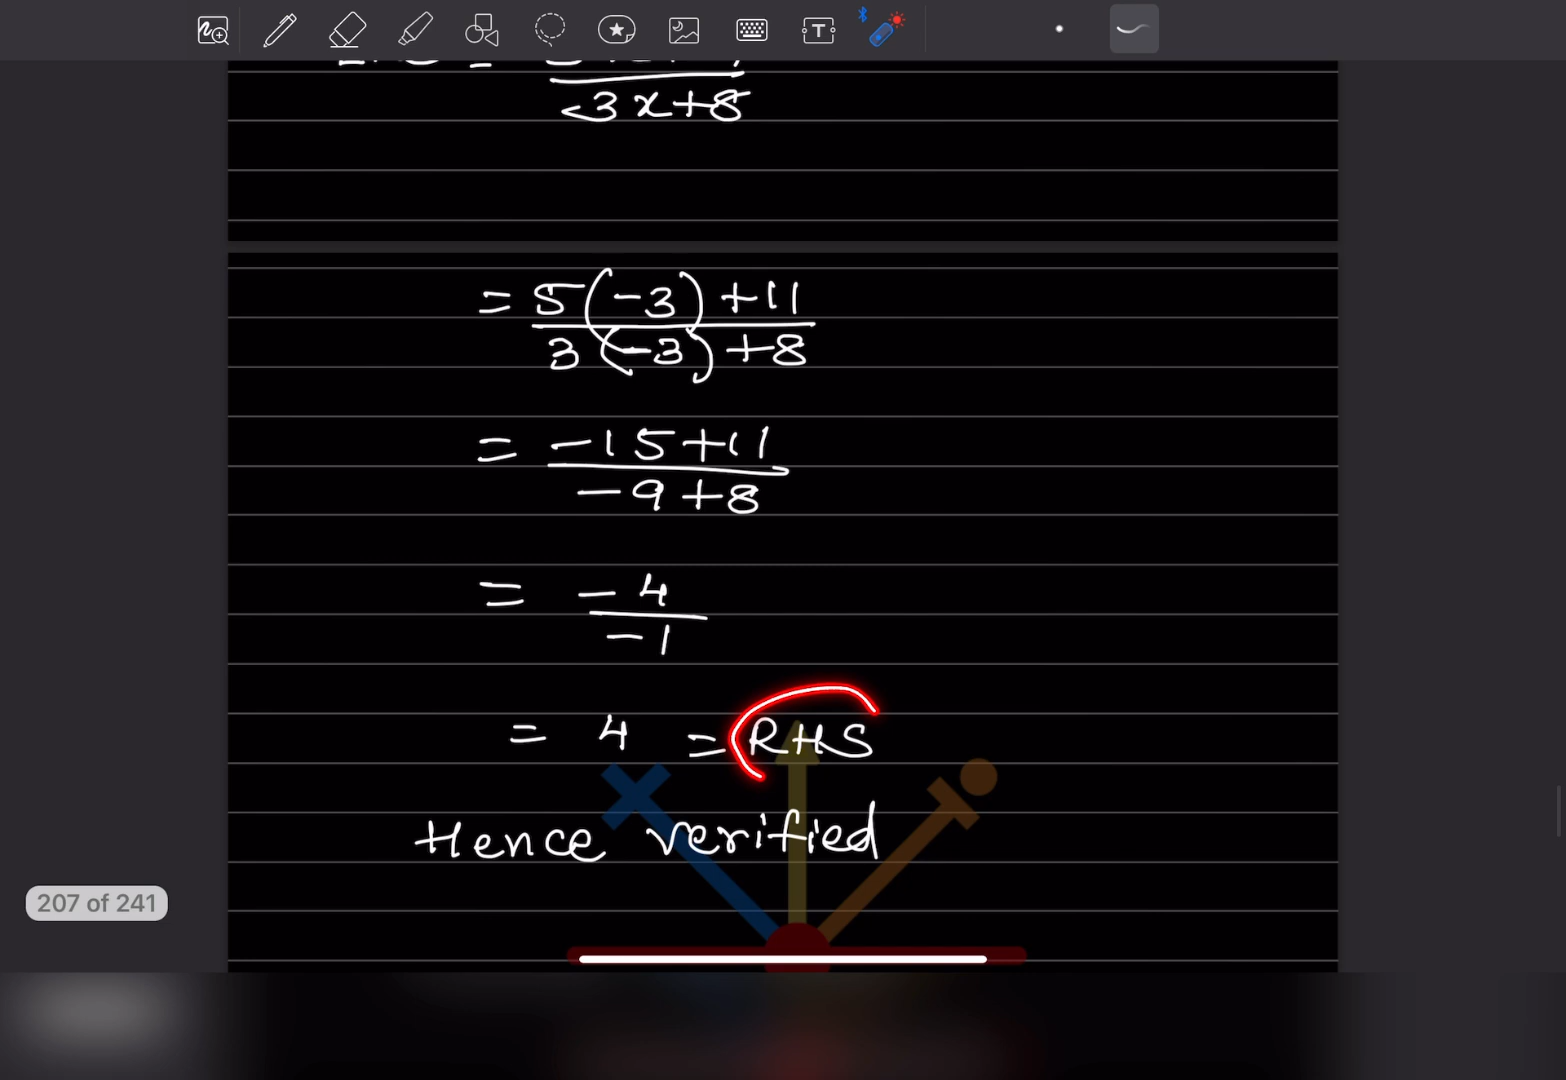 3x+8
= 5(-3)+11
3(-3)+8
= -15+11
-9+8
= -4
-1
= 4 = RHS
Hence verified
207 of 241